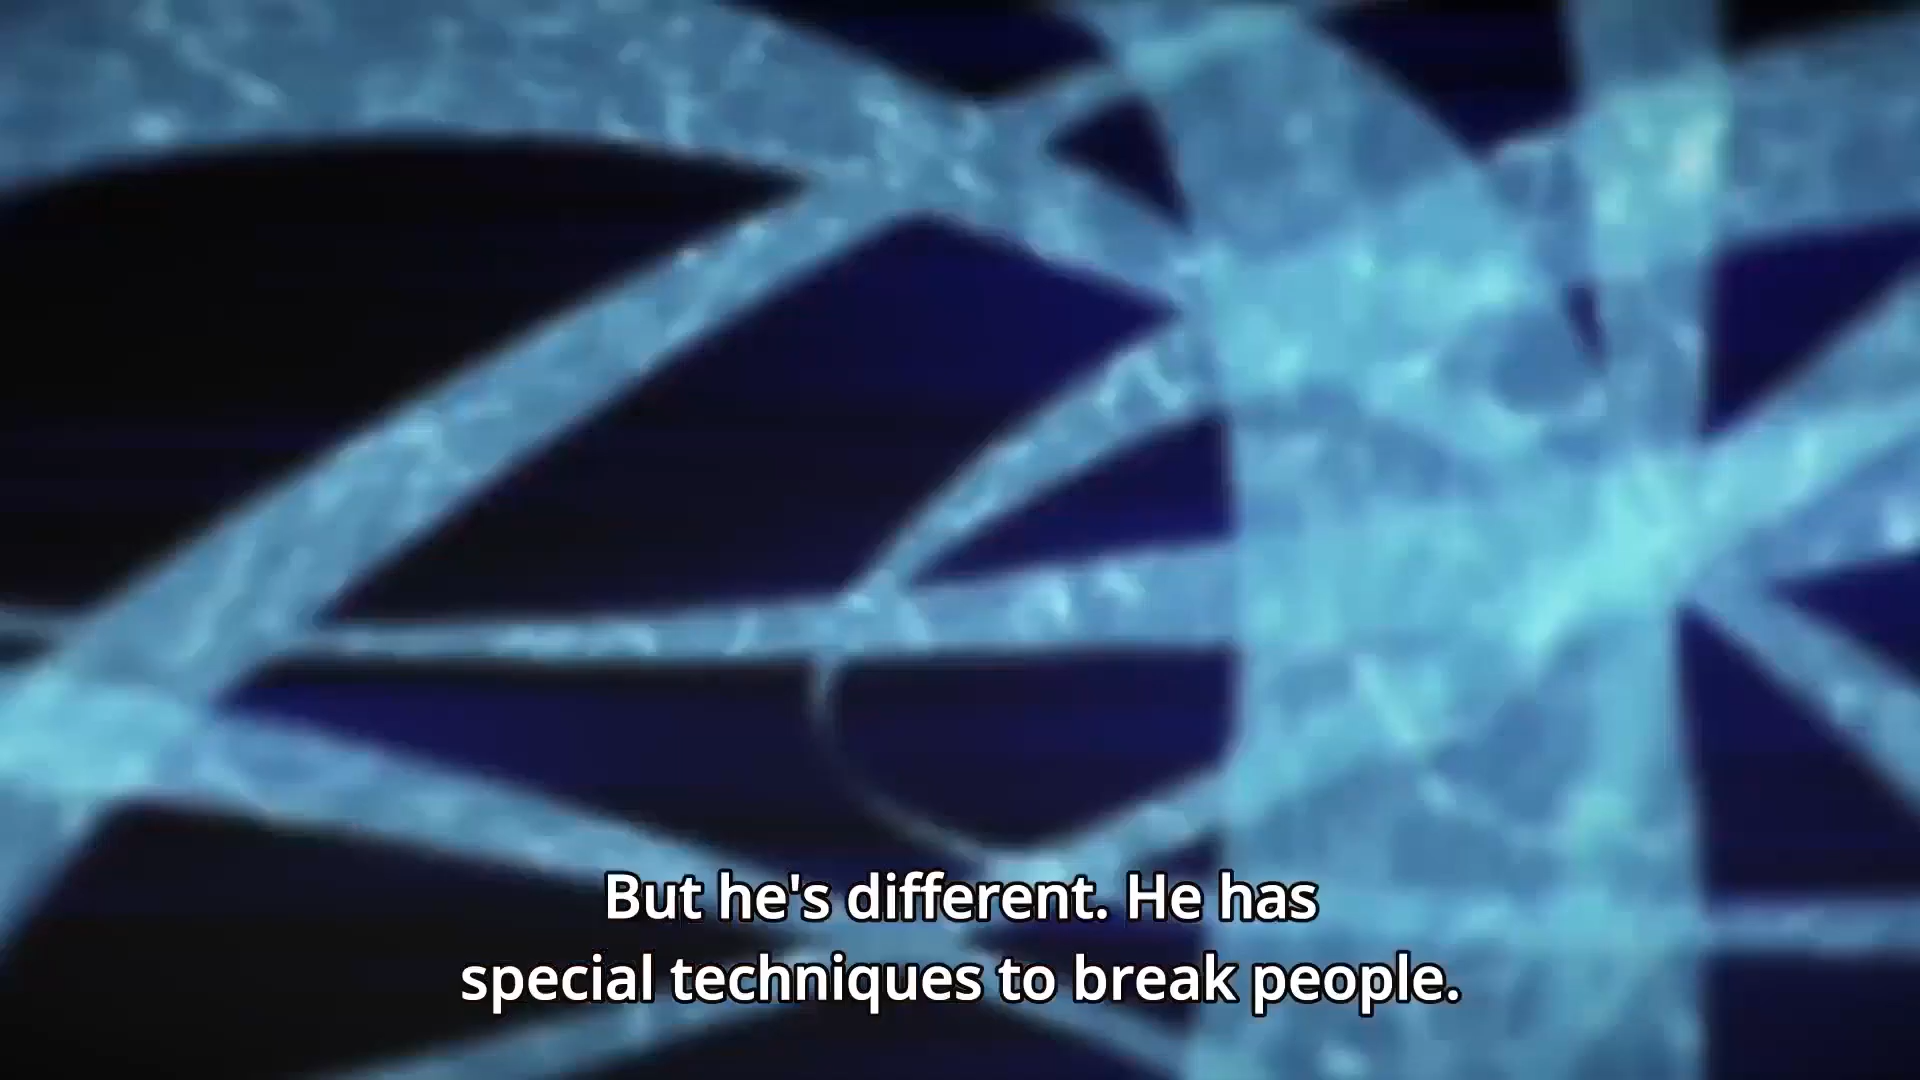 But he's different. He has
special techniques to break people.